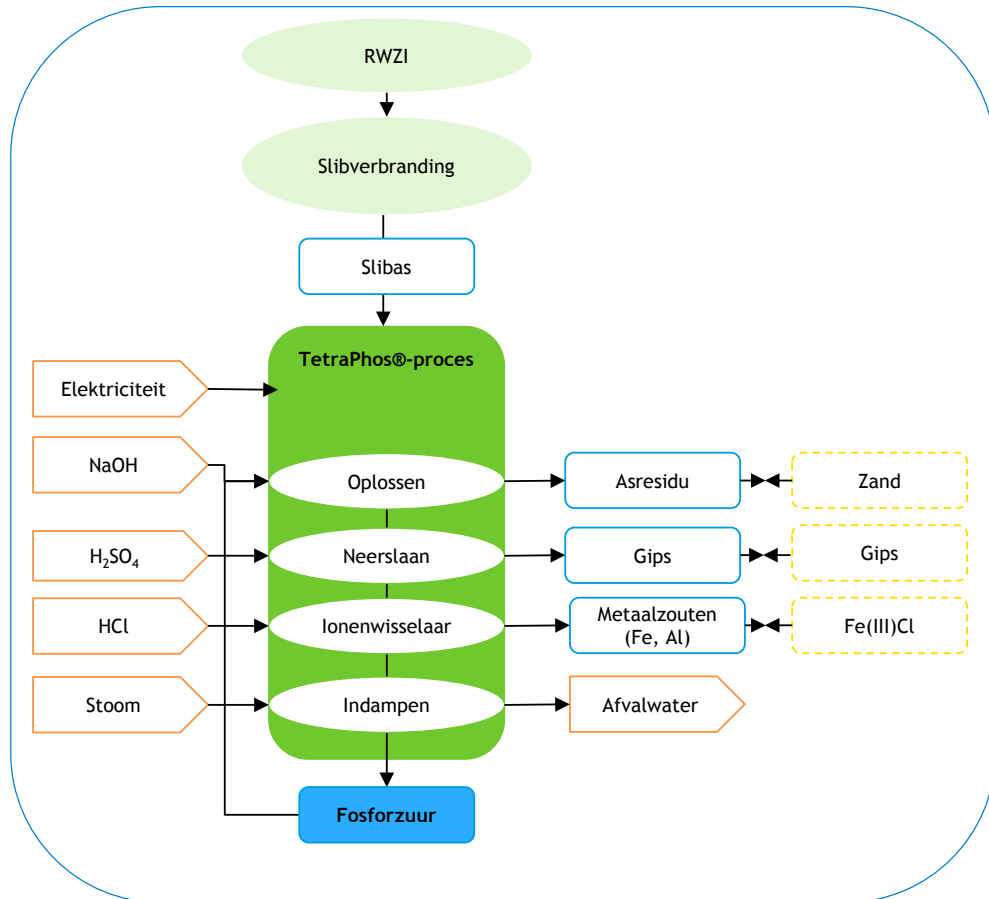 RWZI
Slibverbranding
Slibas
TetraPhos®-proces
Elektriciteit
NaOH
Oplossen
Asresidu
Zand
H₂SO₄
Neerslaan
Gips
Gips
HCl
Ionenwisselaar
Metaalzouten
(Fe, Al)
Fe(III)Cl
Stoom
Indampen
Afvalwater
Fosforzuur